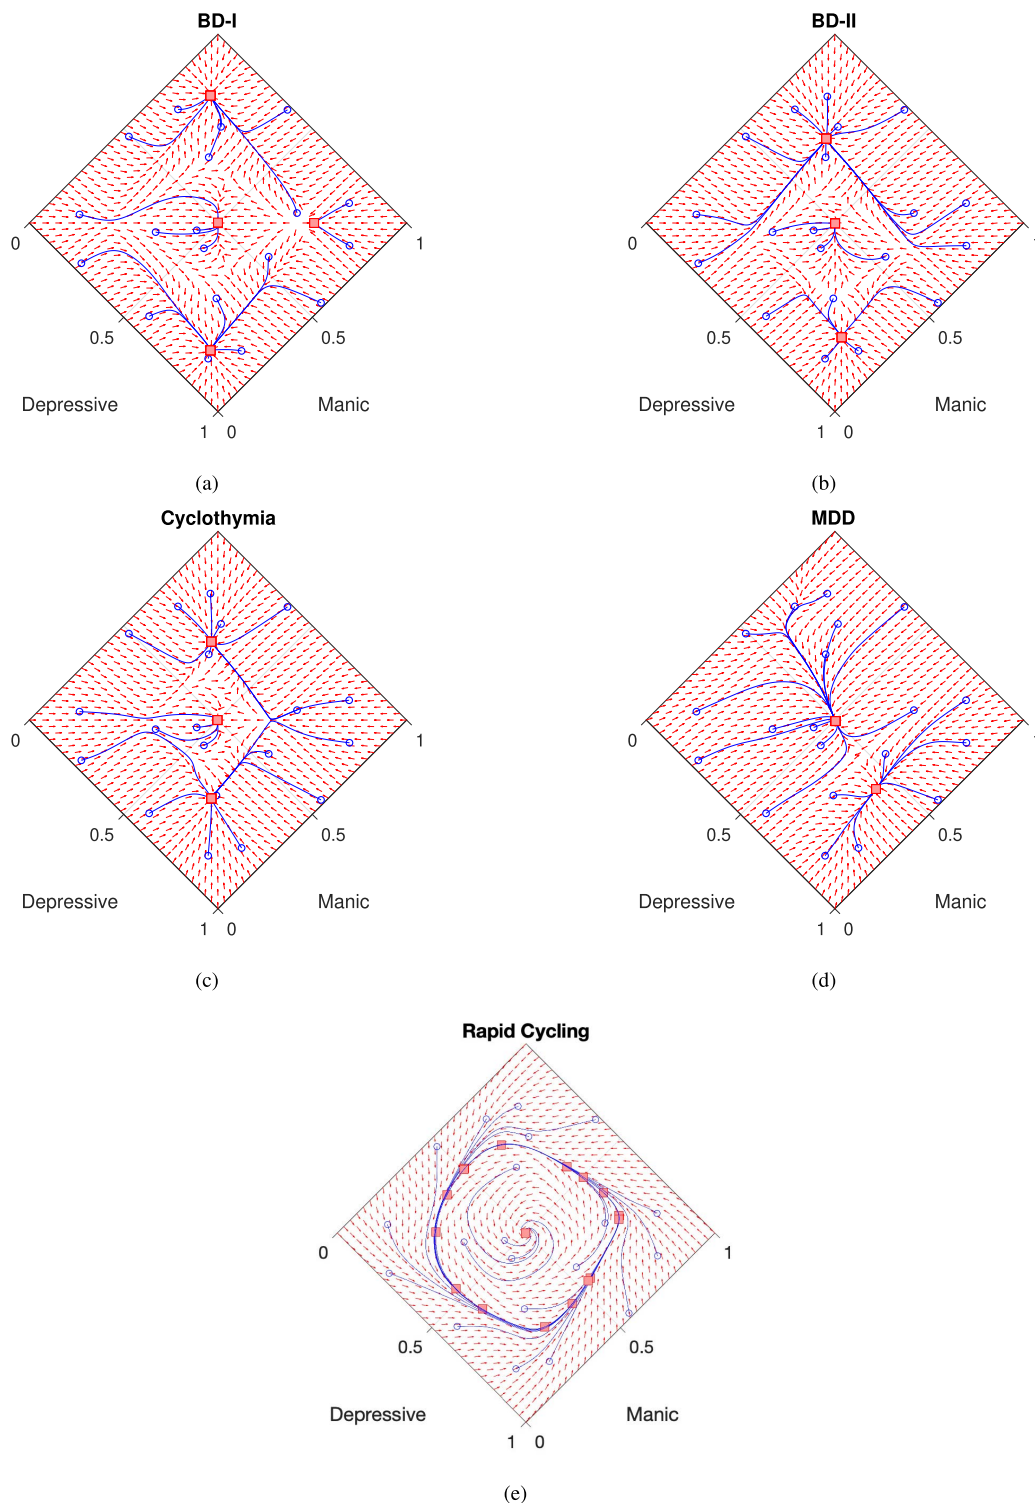 BD-I
BD-II
0
1
0
0.5
0.5
0.5
0.5
Depressive
Manic
Depressive
Manic
1 0
1 0
(a)
(b)
Cyclothymia
MDD
0
1
0
0.5
0.5
0.5
0.5
Depressive
Manic
Depressive
Manic
1 0
1 0
(c)
(d)
Rapid Cycling
0
1
0.5
0.5
Depressive
Manic
1 0
(e)